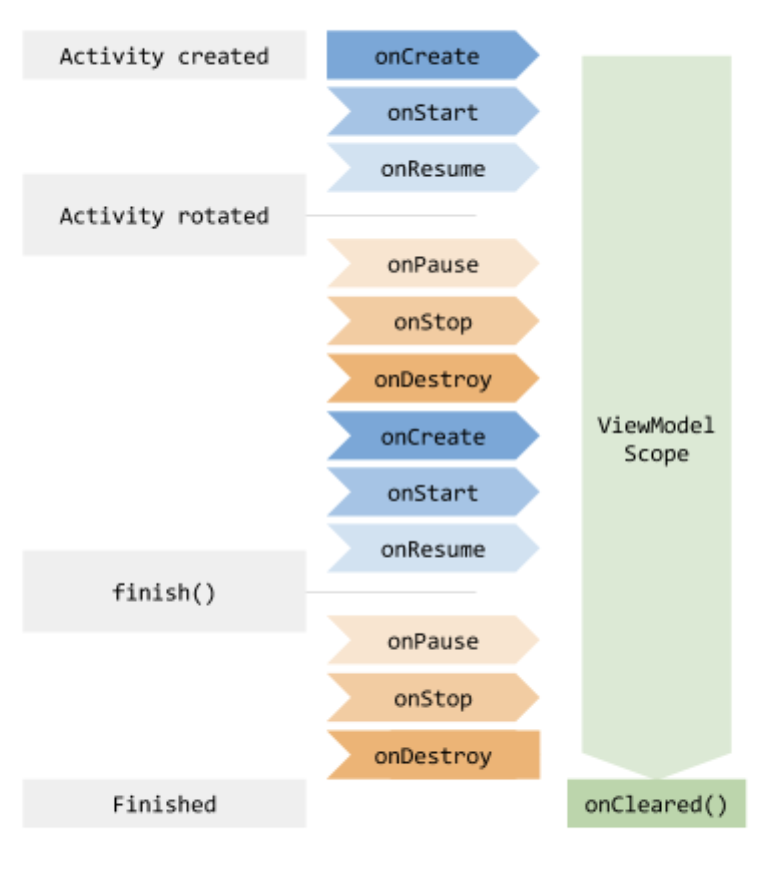 Activity created
onCreate
onStart
onResume
Activity rotated
onPause
onStop
onDestroy
onCreate
ViewModel
Scope
onStart
onResume
finish()
onPause
onStop
onDestroy
Finished
onCleared()